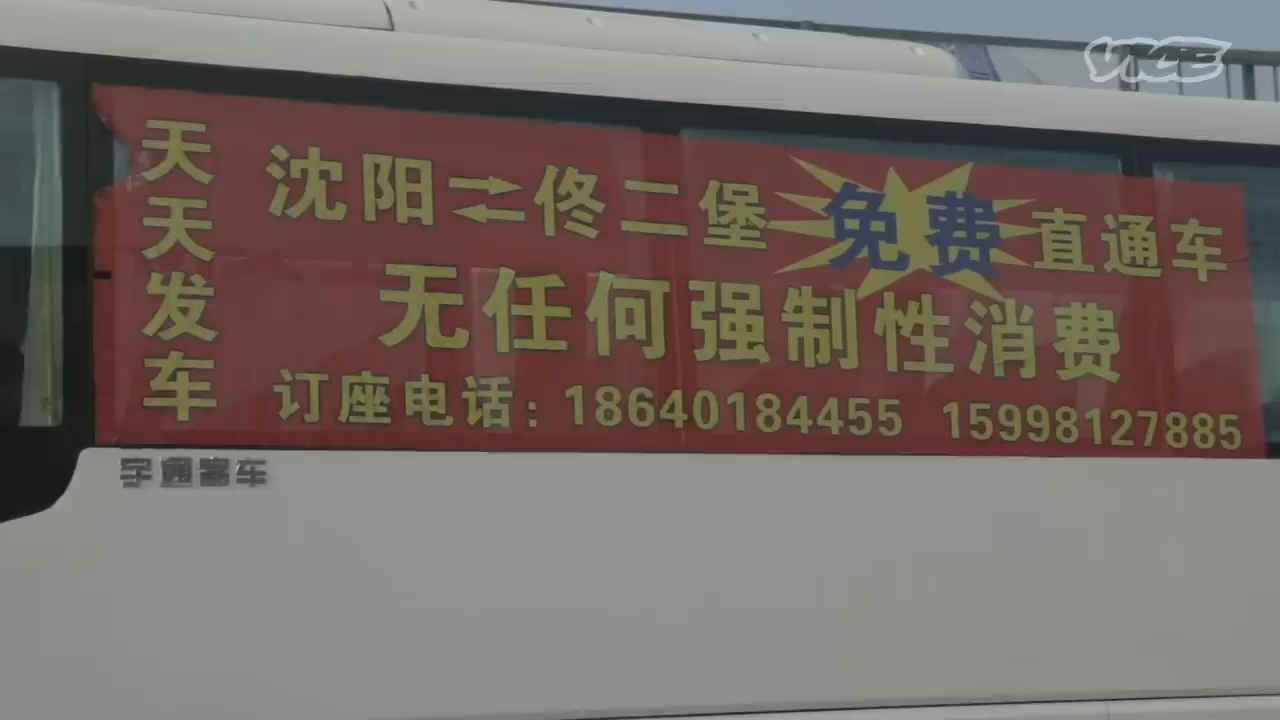 VICE
天天发车
沈阳⇄佟二堡 免费 直通车
无任何强制性消费
订座电话：18640184455 15998127885
宇通客车